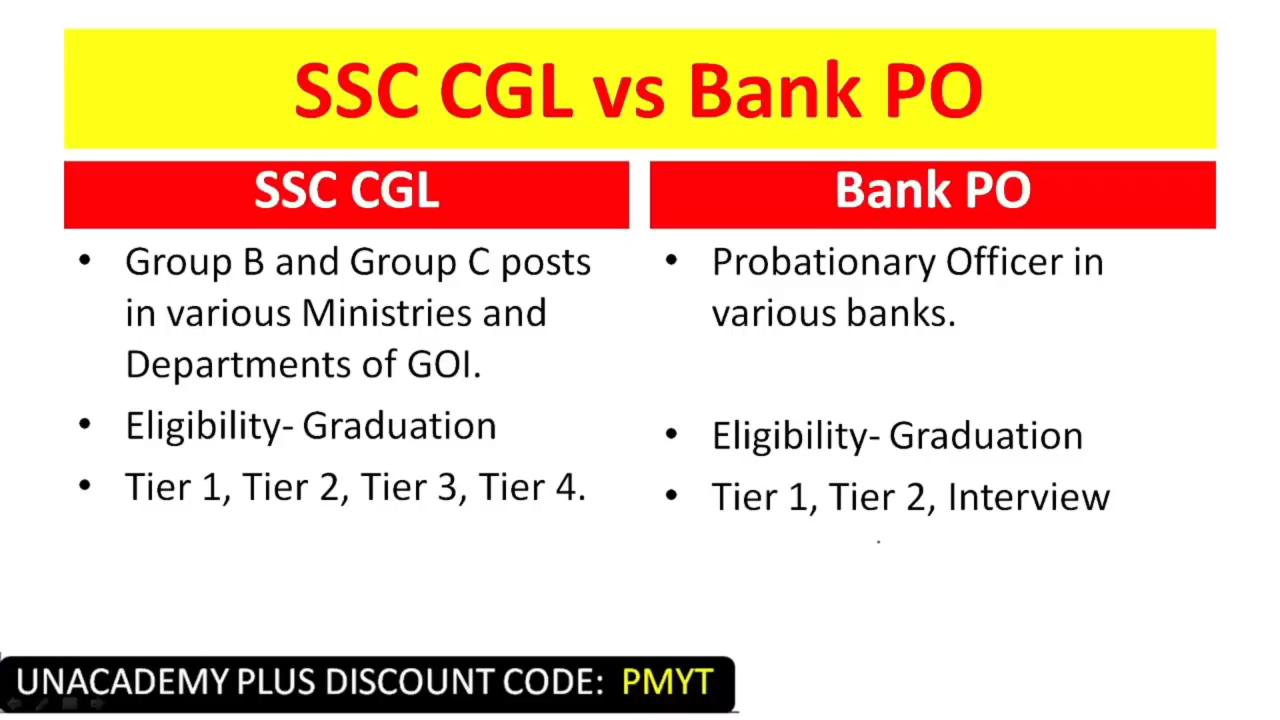 SSC CGL vs Bank PO
SSC CGL
• Group B and Group C posts
in various Ministries and
Departments of GOI.
• Eligibility- Graduation
• Tier 1, Tier 2, Tier 3, Tier 4.
Bank PO
• Probationary Officer in
various banks.
• Eligibility- Graduation
• Tier 1, Tier 2, Interview
UNACADEMY PLUS DISCOUNT CODE: PMYT